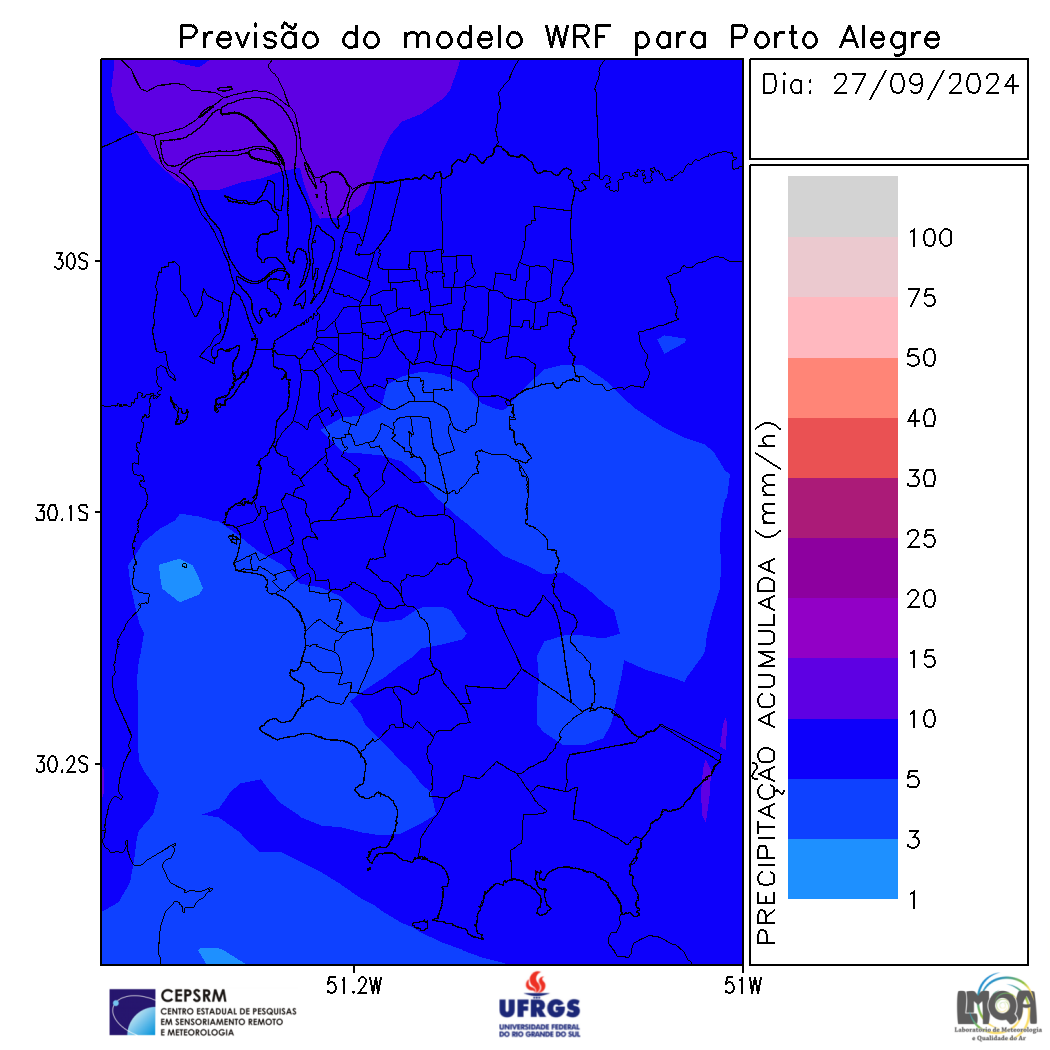 Previsão do modelo WRF para Porto Alegre
Dia: 27/09/2024
30S
30.1S
30.2S
51.2W
51W
PRECIPITAÇÃO ACUMULADA (mm/h)
100
75
50
40
30
25
20
15
10
5
3
1
CEPSRM
CENTRO ESTADUAL DE PESQUISAS
EM SENSORIAMENTO REMOTO
E METEOROLOGIA
UFRGS
UNIVERSIDADE FEDERAL
DO RIO GRANDE DO SUL
LMQA
Laboratório de Meteorologia
e Qualidade do Ar